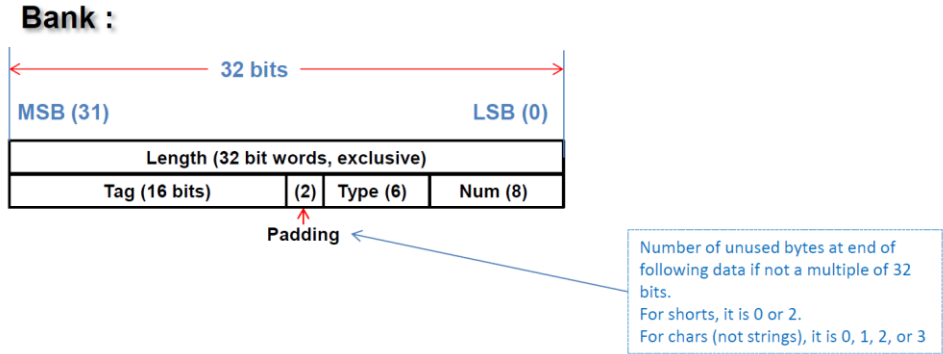 Bank :
32 bits
MSB (31) LSB (0)
Length (32 bit words, exclusive)
Tag (16 bits) (2) Type (6) Num (8)
Padding
Number of unused bytes at end of
following data if not a multiple of 32
bits.
For shorts, it is 0 or 2.
For chars (not strings), it is 0, 1, 2, or 3